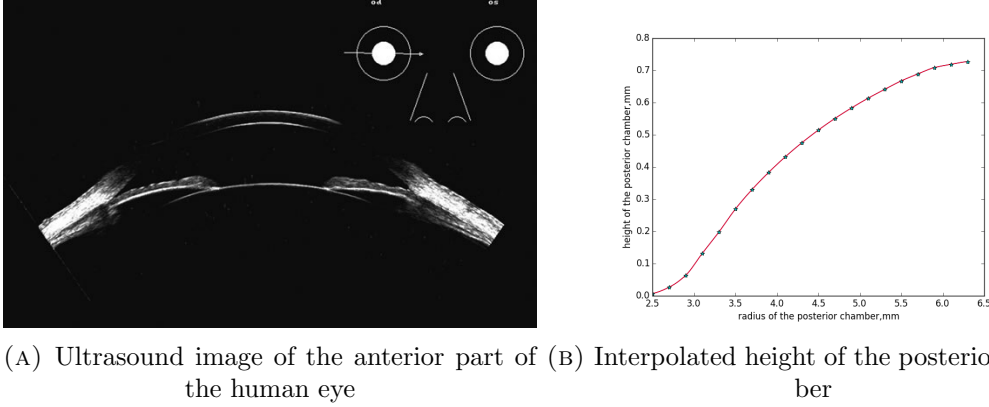 od
os
0.8
0.7
0.6
0.5
0.4
0.3
0.2
0.1
0.0
height of the posterior chamber,mm
2.5 3.0 3.5 4.0 4.5 5.0 5.5 6.0 6.5
radius of the posterior chamber,mm
(A) Ultrasound image of the anterior part of
the human eye
(B) Interpolated height of the posterio
ber